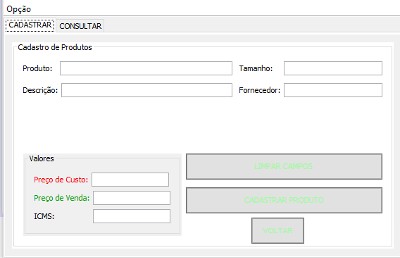 Opção
CADASTRAR CONSULTAR
Cadastro de Produtos
Produto: Tamanho:
Descrição: Fornecedor:
Valores
Preço de Custo:
LIMPAR CAMPOS
Preço de Venda:
CADASTRAR PRODUTO
ICMS:
VOLTAR